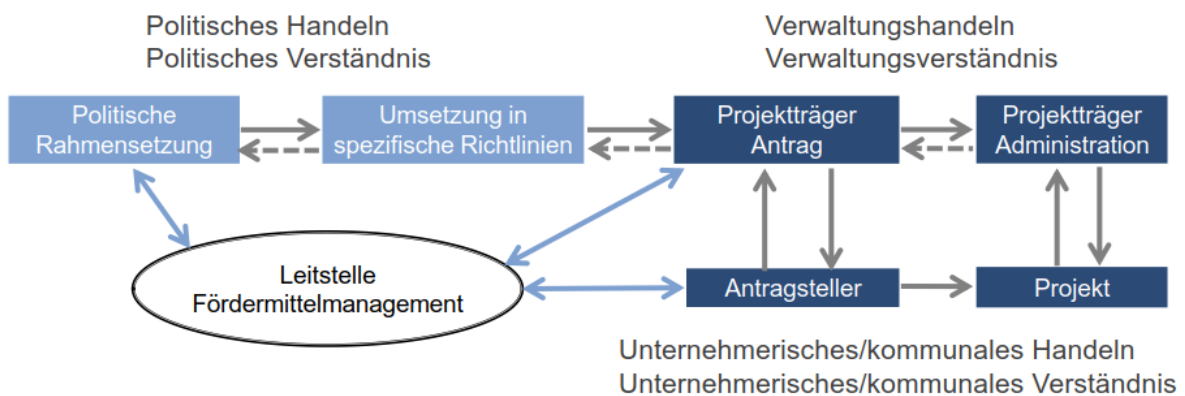 Politisches Handeln
Politisches Verständnis
Verwaltungshandeln
Verwaltungsverständnis
Politische
Rahmensetzung
Umsetzung in
spezifische Richtlinien
Projektträger
Antrag
Projektträger
Administration
Leitstelle
Fördermittelmanagement
Antragsteller
Projekt
Unternehmerisches/kommunales Handeln
Unternehmerisches/kommunales Verständnis